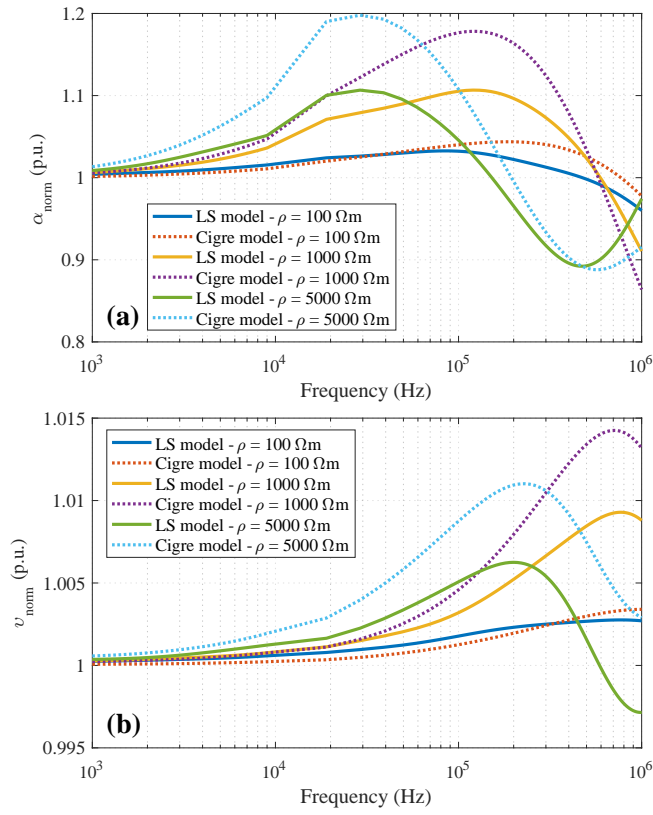 1.2
1.1
1
0.9
0.8
α_norm (p.u.)
LS model - ρ = 100 Ωm
Cigre model - ρ = 100 Ωm
LS model - ρ = 1000 Ωm
Cigre model - ρ = 1000 Ωm
LS model - ρ = 5000 Ωm
Cigre model - ρ = 5000 Ωm
(a)
10^3 10^4 10^5 10^6
Frequency (Hz)
1.015
1.01
1.005
1
0.995
v_norm (p.u.)
LS model - ρ = 100 Ωm
Cigre model - ρ = 100 Ωm
LS model - ρ = 1000 Ωm
Cigre model - ρ = 1000 Ωm
LS model - ρ = 5000 Ωm
Cigre model - ρ = 5000 Ωm
(b)
10^3 10^4 10^5 10^6
Frequency (Hz)